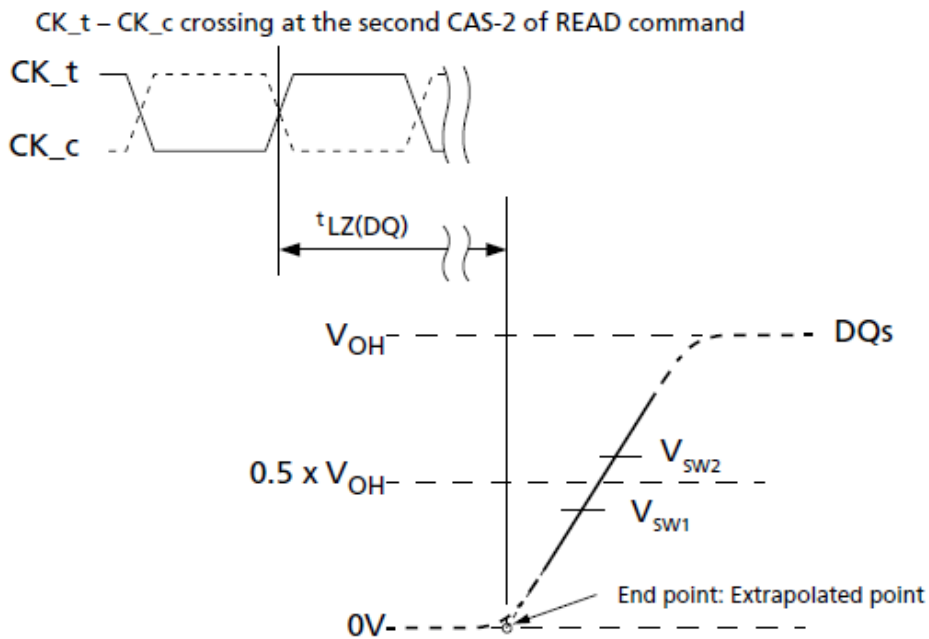 CK_t – CK_c crossing at the second CAS-2 of READ command
CK_t
CK_c
tLZ(DQ)
VOH
DQs
VSW2
0.5 x VOH
VSW1
End point: Extrapolated point
0V